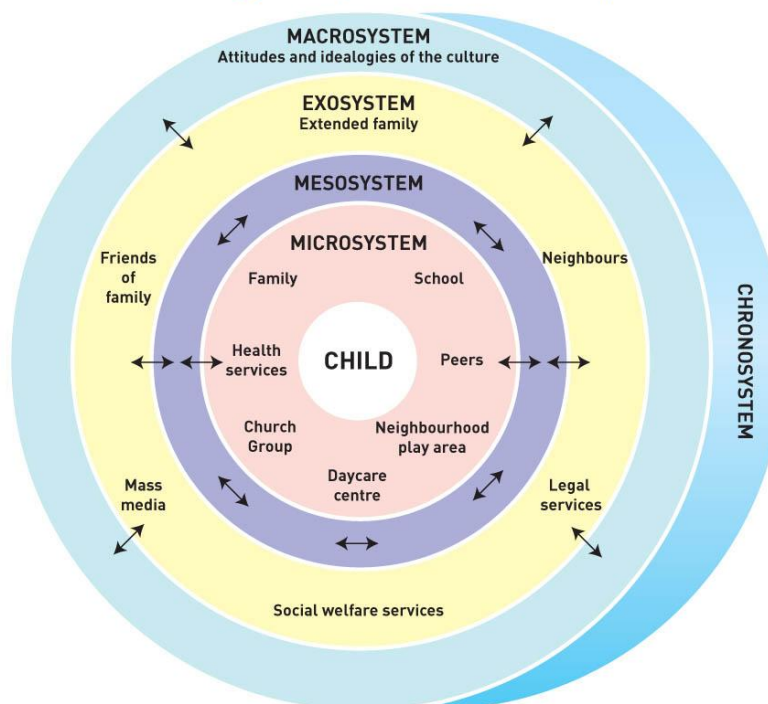 MACROSYSTEM
Attitudes and idealogies of the culture
EXOSYSTEM
Extended family
MESOSYSTEM
MICROSYSTEM
Friends
of
family
Family
School
Neighbours
CHRONOSYSTEM
Health
services
CHILD
Peers
Church
Group
Neighbourhood
play area
Daycare
centre
Mass
media
Legal
services
Social welfare services